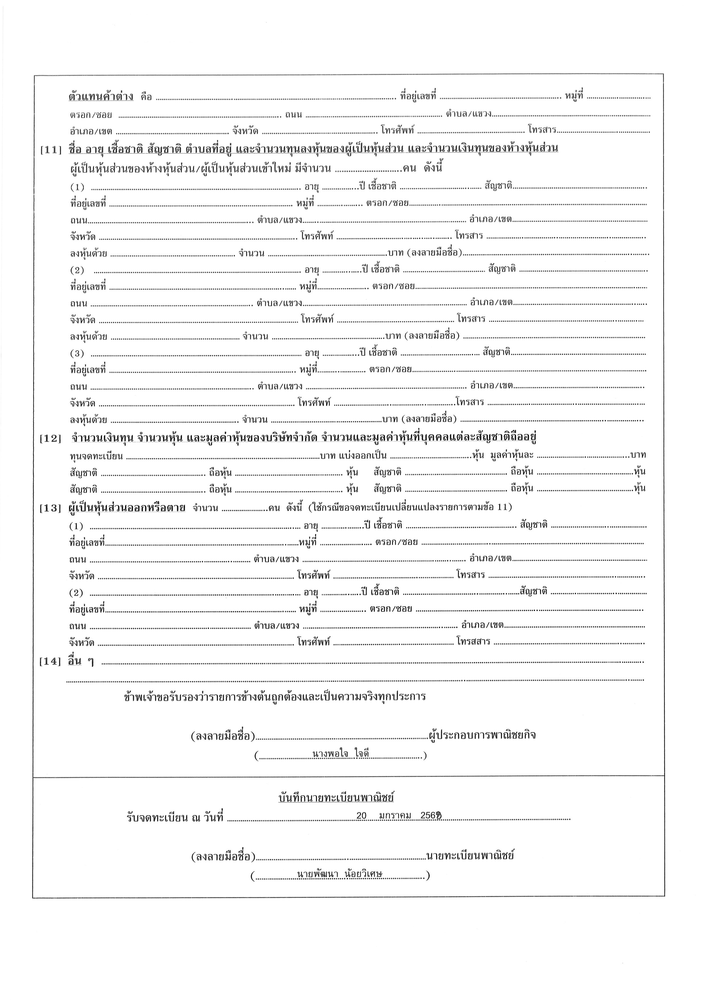 ตัวแทนค้าต่าง คือ ........................ ที่อยู่เลขที่ ........................ หมู่ที่ ........................
ตรอก/ซอย ........................ ถนน ........................ ตำบล/แขวง........................
อำเภอ/เขต ........................ จังหวัด ........................ โทรศัพท์ ........................ โทรสาร........................
[11] ชื่อ อายุ เชื้อชาติ สัญชาติ ตำบลที่อยู่ และจำนวนทุนลงหุ้นของผู้เป็นหุ้นส่วน และจำนวนเงินทุนของห้างหุ้นส่วน
ผู้เป็นหุ้นส่วนของห้างหุ้นส่วน/ผู้เป็นหุ้นส่วนเข้าใหม่ มีจำนวน ........................คน ดังนี้
(1) ........................ อายุ ................ปี เชื้อชาติ ........................ สัญชาติ........................
ที่อยู่เลขที่ ........................ หมู่ที่ ........................ ตรอก/ซอย........................
ถนน........................ ตำบล/แขวง........................ อำเภอ/เขต........................
จังหวัด ........................ โทรศัพท์ ........................ โทรสาร ........................
ลงหุ้นด้วย ........................ จำนวน ........................บาท (ลงลายมือชื่อ)........................
(2) ........................ อายุ ................ปี เชื้อชาติ ........................ สัญชาติ ........................
ที่อยู่เลขที่ ........................ หมู่ที่........................ ตรอก/ซอย........................
ถนน ........................ ตำบล/แขวง........................ อำเภอ/เขต........................
จังหวัด ........................ โทรศัพท์ ........................ โทรสาร ........................
ลงหุ้นด้วย ........................ จำนวน ........................บาท (ลงลายมือชื่อ) ........................
(3) ........................ อายุ ................ปี เชื้อชาติ ........................ สัญชาติ........................
ที่อยู่เลขที่ ........................ หมู่ที่........................ ตรอก/ซอย........................
ถนน ........................ ตำบล/แขวง ........................ อำเภอ/เขต........................
จังหวัด ........................ โทรศัพท์ ........................โทรสาร ........................
ลงหุ้นด้วย ........................ จำนวน ........................บาท (ลงลายมือชื่อ) ........................
[12] จำนวนเงินทุน จำนวนหุ้น และมูลค่าหุ้นของบริษัทจำกัด จำนวนและมูลค่าหุ้นที่บุคคลแต่ละสัญชาติถืออยู่
ทุนจดทะเบียน ........................บาท แบ่งออกเป็น ........................หุ้น มูลค่าหุ้นละ ........................บาท
สัญชาติ ........................ ถือหุ้น ........................ หุ้น สัญชาติ ........................ ถือหุ้น ........................หุ้น
สัญชาติ ........................ ถือหุ้น ........................ หุ้น สัญชาติ ........................ ถือหุ้น ........................หุ้น
[13] ผู้เป็นหุ้นส่วนออกหรือตาย จำนวน ....................คน ดังนี้ (ใช้กรณีขอจดทะเบียนเปลี่ยนแปลงรายการตามข้อ 11)
(1) ........................ อายุ ................ปี เชื้อชาติ ........................ สัญชาติ ........................
ที่อยู่เลขที่........................หมู่ที่ ........................ ตรอก/ซอย ........................
ถนน ........................ ตำบล/แขวง ........................ อำเภอ/เขต........................
จังหวัด ........................ โทรศัพท์ ........................ โทรสาร ........................
(2) ........................ อายุ ................ปี เชื้อชาติ ........................สัญชาติ ........................
ที่อยู่เลขที่........................ หมู่ที่ ........................ ตรอก/ซอย ........................
ถนน ........................ ตำบล/แขวง ........................ อำเภอ/เขต........................
จังหวัด ........................ โทรศัพท์ ........................ โทรสสาร ........................
[14] อื่น ๆ ........................
........................
ข้าพเจ้าขอรับรองว่ารายการข้างต้นถูกต้องและเป็นความจริงทุกประการ
(ลงลายมือชื่อ)........................ผู้ประกอบการพาณิชยกิจ
(............นางพอใจ ใจดี............)
บันทึกนายทะเบียนพาณิชย์
รับจดทะเบียน ณ วันที่ ............20 มกราคม ............
(ลงลายมือชื่อ)........................นายทะเบียนพาณิชย์
(............นายพัฒนา น้อยวิเศษ............)